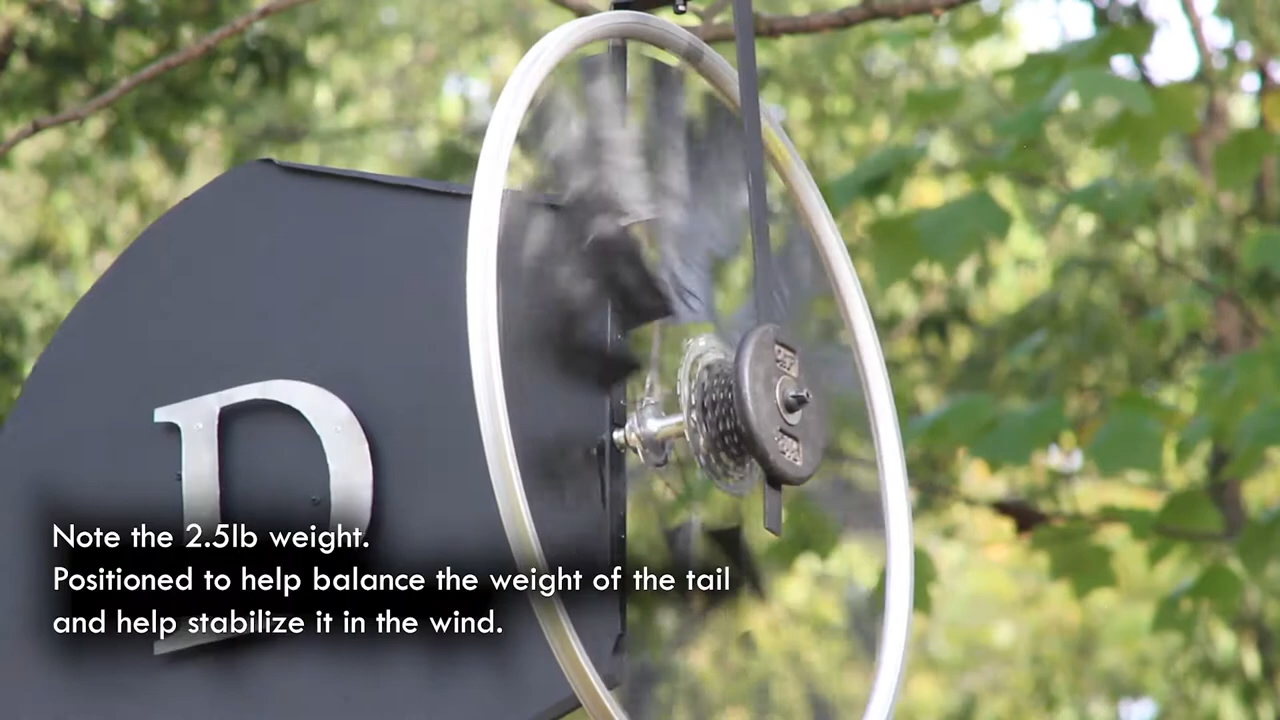 D
Note the 2.5lb weight.
Positioned to help balance the weight of the tail
and help stabilize it in the wind.